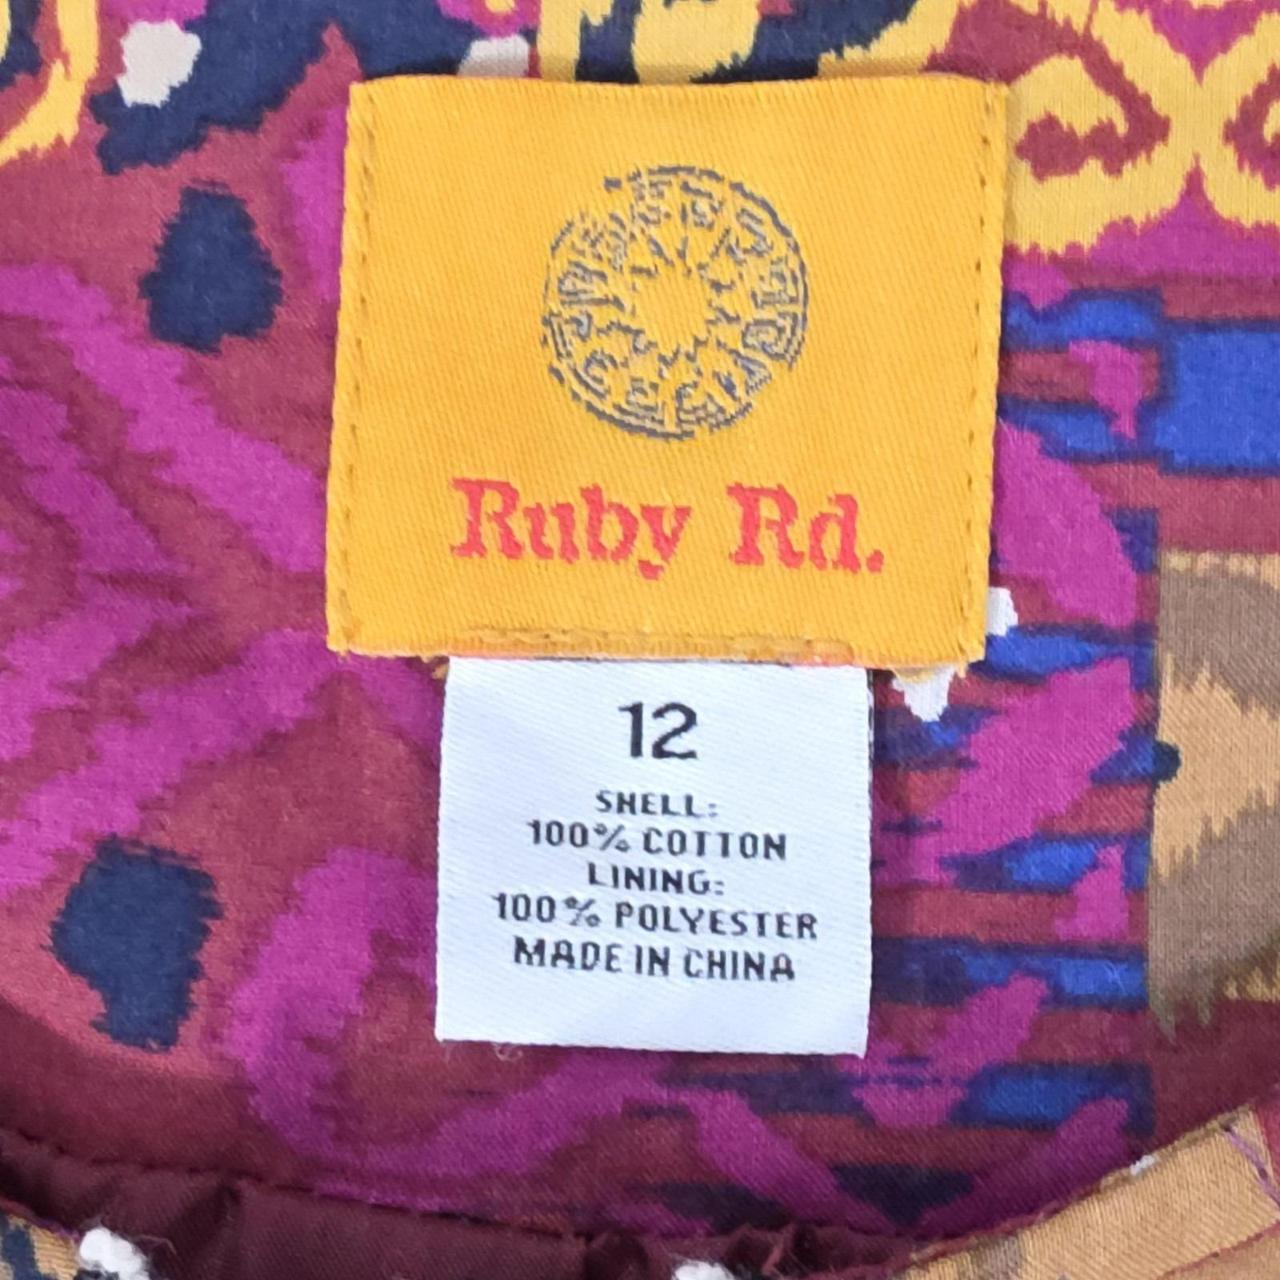 Ruby Rd.
12
SHELL:
100% COTTON
LINING:
100% POLYESTER
MADE IN CHINA